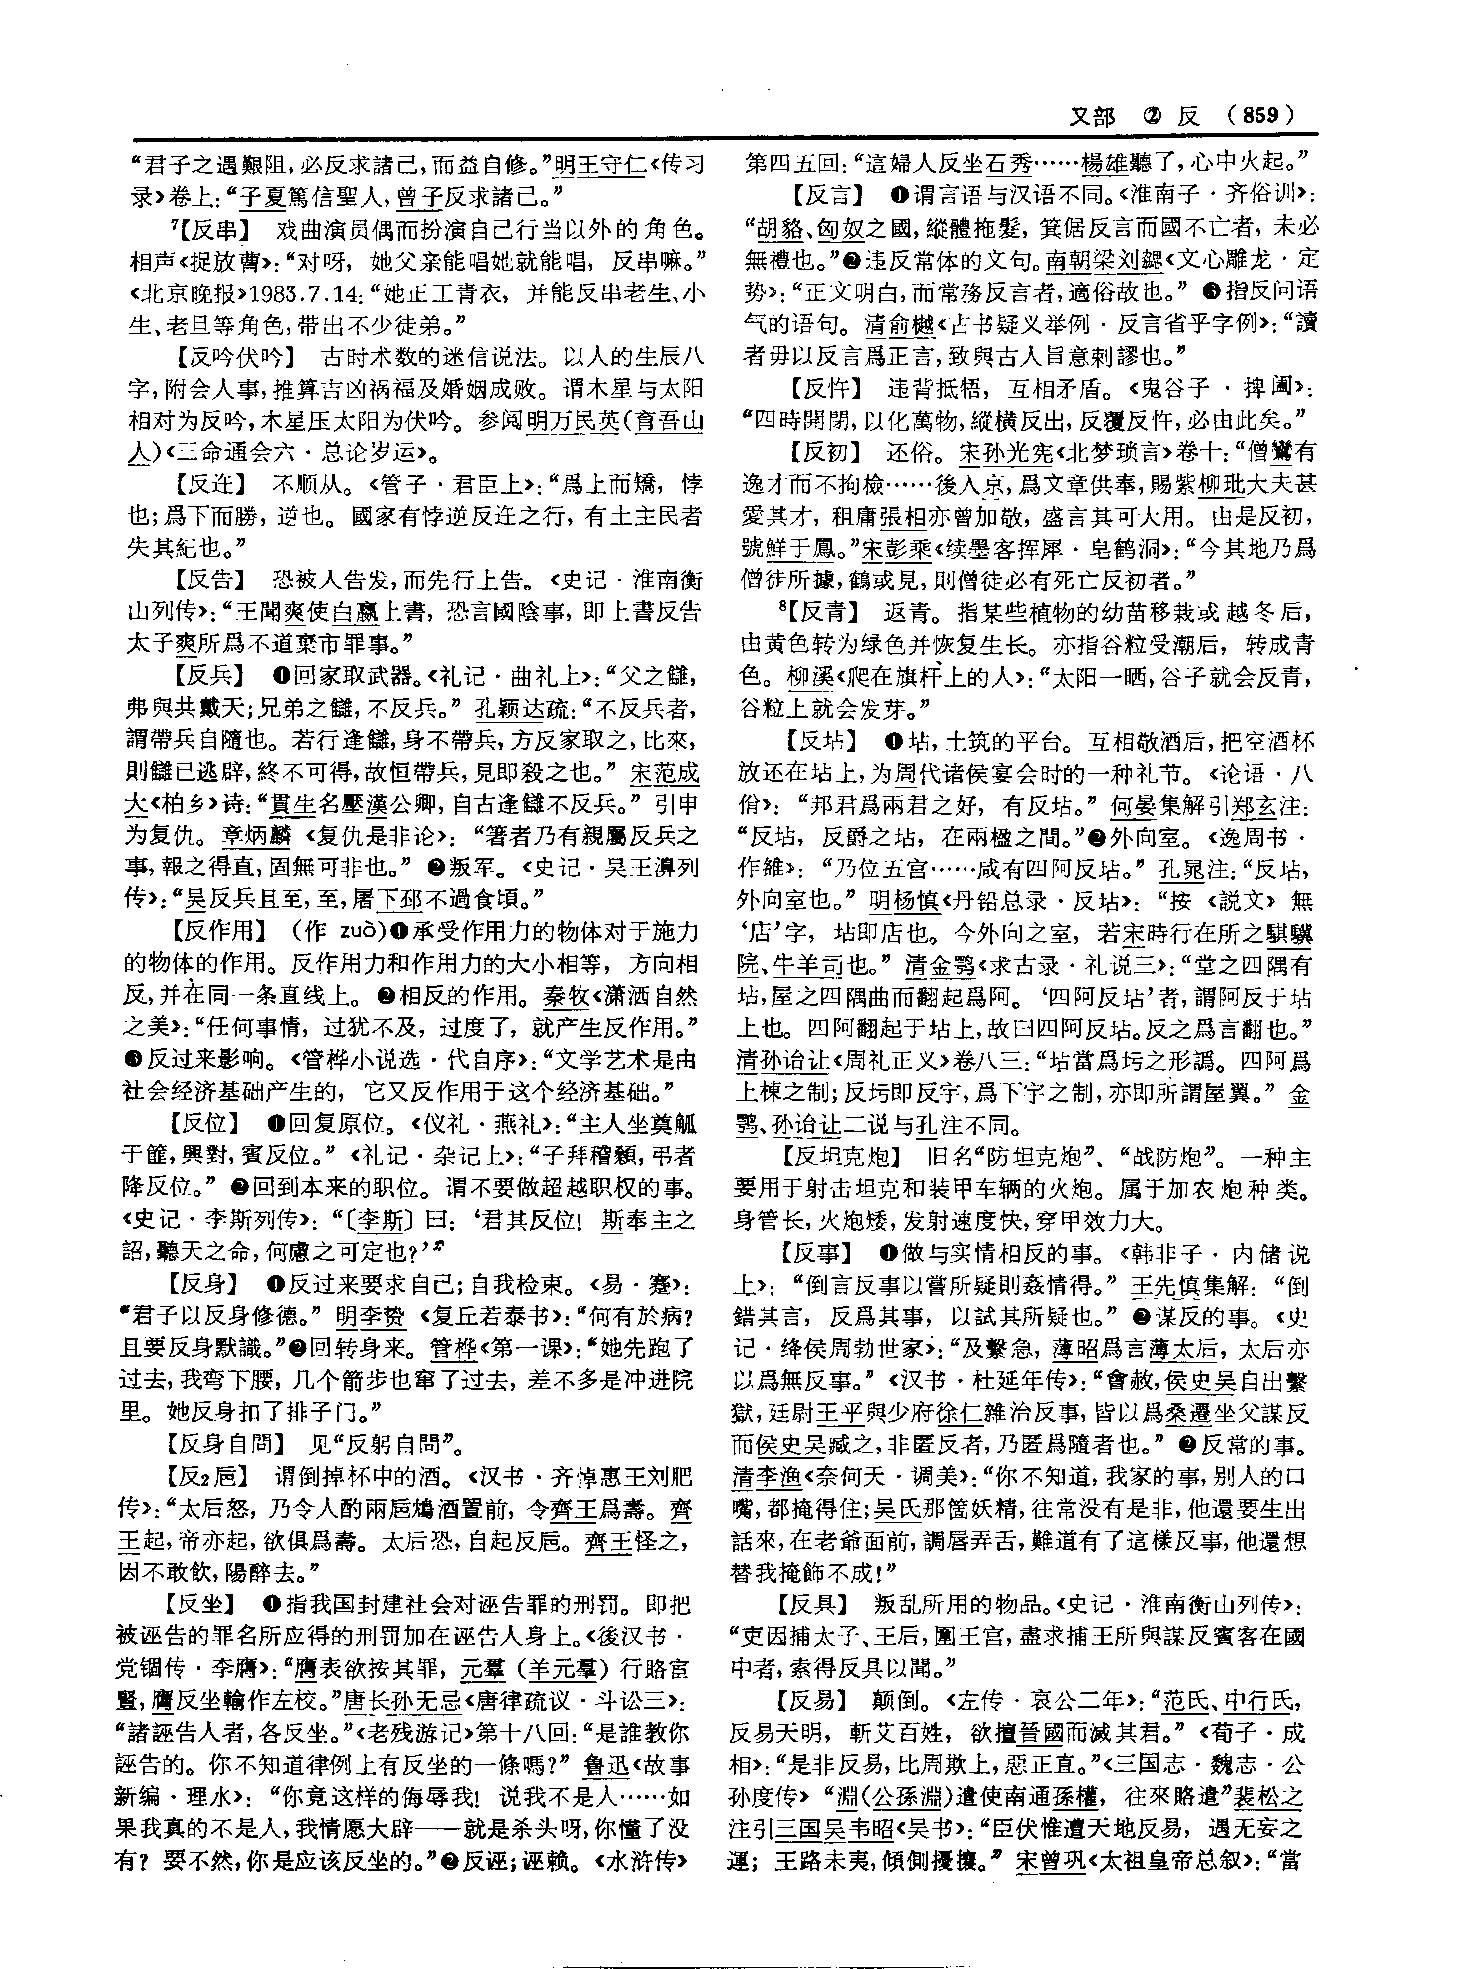 又部 ② 反 （859）
“君子之遇艱阻，必反求諸己，而益自修。”明王守仁《传习
录》卷上：“子夏篤信聖人，曾子反求諸己。”
7【反串】 戏曲演员偶而扮演自己行当以外的角色。
相声《捉放曹》：“对呀，她父亲能唱她就能唱，反串嘛。”
《北京晚报》1983.7.14：“她正工青衣，并能反串老生、小
生、老旦等角色，带出不少徒弟。”
【反吟伏吟】 古时术数的迷信说法。以人的生辰八
字，附会人事，推算吉凶祸福及婚姻成败。谓木星与太阳
相对为反吟，木星压太阳为伏吟。参阅明万民英（育吾山
人）《三命通会六·总论岁运》。
【反迕】 不顺从。《管子·君臣上》：“爲上而矯，悖
也；爲下而勝，逆也。國家有悖逆反迕之行，有土主民者
失其紀也。”
【反告】 恐被人告发，而先行上告。《史记·淮南衡
山列传》：“王聞爽使白嬴上書，恐言國陰事，即上書反告
太子爽所爲不道棄市罪事。”
【反兵】 ❶回家取武器。《礼记·曲礼上》：“父之讎，
弗與共戴天；兄弟之讎，不反兵。”孔颖达疏：“不反兵者，
謂帶兵自隨也。若行逢讎，身不帶兵，方反家取之，比來，
則讎已逃辟，終不可得，故恒帶兵，見即殺之也。”宋范成
大《柏乡》诗：“貫生名壓漢公卿，自古逢讎不反兵。”引申
为复仇。章炳麟《复仇是非论》：“箸者乃有親屬反兵之
事，報之得直，固無可非也。”❷叛军。《史记·吴王濞列
传》：“吴反兵且至，至，屠下邳不過食頃。”
【反作用】（作 zuò）❶承受作用力的物体对于施力
的物体的作用。反作用力和作用力的大小相等，方向相
反，并在同一条直线上。❷相反的作用。秦牧《潇洒自然
之美》：“任何事情，过犹不及，过度了，就产生反作用。”
❸反过来影响。《管桦小说选·代自序》：“文学艺术是由
社会经济基础产生的，它又反作用于这个经济基础。”
【反位】 ❶回复原位。《仪礼·燕礼》：“主人坐奠觚
于篚，興對，賓反位。”《礼记·杂记上》：“子拜稽顙，弔者
降反位。”❷回到本来的职位。谓不要做超越职权的事。
《史记·李斯列传》：“〔李斯〕曰：‘君其反位！斯奉主之
詔，聽天之命，何慮之可定也？’”
【反身】 ❶反过来要求自己；自我检束。《易·蹇》：
“君子以反身修德。”明李贽《复丘若泰书》：“何有於病？
且要反身默識。”❷回转身来。管桦《第一课》：“她先跑了
过去，我弯下腰，几个箭步也窜了过去，差不多是冲进院
里。她反身扣了排子门。”
【反身自問】 见“反躬自問”。
【反2巵】 谓倒掉杯中的酒。《汉书·齐悼惠王刘肥
传》：“太后怒，乃令人酌兩巵鴆酒置前，令齊王爲壽。齊
王起，帝亦起，欲俱爲壽。太后恐，自起反巵。齊王怪之，
因不敢飲，陽醉去。”
【反坐】 ❶指我国封建社会对诬告罪的刑罚。即把
被诬告的罪名所应得的刑罚加在诬告人身上。《後汉书·
党锢传·李膺》：“膺表欲按其罪，元羣（羊元羣）行賂宦
豎，膺反坐輸作左校。”唐长孙无忌《唐律疏议·斗讼三》：
“諸誣告人者，各反坐。”《老残游记》第十八回：“是誰教你
誣告的。你不知道律例上有反坐的一條嗎？”鲁迅《故事
新编·理水》：“你竟这样的侮辱我！说我不是人……如
果我真的不是人，我情愿大辟——就是杀头呀，你懂了没
有？要不然，你是应该反坐的。”❷反诬；诬赖。《水浒传》
第四五回：“這婦人反坐石秀……楊雄聽了，心中火起。”
【反言】 ❶谓言语与汉语不同。《淮南子·齐俗训》：
“胡貉、匈奴之國，縱體拖髮，箕倨反言而國不亡者，未必
無禮也。”❷违反常体的文句。南朝梁刘勰《文心雕龙·定
势》：“正文明白，而常務反言者，適俗故也。”❸指反问语
气的语句。清俞樾《古书疑义举例·反言省乎字例》：“讀
者毋以反言爲正言，致與古人旨意刺謬也。”
【反忤】 违背抵牾，互相矛盾。《鬼谷子·捭阖》：
“四時開閉，以化萬物，縱橫反出，反覆反忤，必由此矣。”
【反初】 还俗。宋孙光宪《北梦琐言》卷十：“僧鸞有
逸才而不拘檢……後入京，爲文章供奉，賜紫柳玭大夫甚
愛其才，租庸張相亦曾加敬，盛言其可大用。由是反初，
號鮮于鳳。”宋彭乘《续墨客挥犀·皂鹤洞》：“今其地乃爲
僧徒所據，鶴或見，則僧徒必有死亡反初者。”
8【反青】 返青。指某些植物的幼苗移栽或越冬后，
由黄色转为绿色并恢复生长。亦指谷粒受潮后，转成青
色。柳溪《爬在旗杆上的人》：“太阳一晒，谷子就会反青，
谷粒上就会发芽。”
【反坫】 ❶坫，土筑的平台。互相敬酒后，把空酒杯
放还在坫上，为周代诸侯宴会时的一种礼节。《论语·八
佾》：“邦君爲兩君之好，有反坫。”何晏集解引郑玄注：
“反坫，反爵之坫，在兩楹之間。”❷外向室。《逸周书·
作雒》：“乃位五宫……咸有四阿反坫。”孔晁注：“反坫，
外向室也。”明杨慎《丹铅总录·反坫》：“按《説文》無
‘店’字，坫即店也。今外向之室，若宋時行在所之騏驥
院、牛羊司也。”清金鹗《求古录·礼说三》：“堂之四隅有
坫，屋之四隅曲而翻起爲阿。‘四阿反坫’者，謂阿反于坫
上也。四阿翻起于坫上，故曰四阿反坫。反之爲言翻也。”
清孙诒让《周礼正义》卷八三：“坫當爲圬之形譌。四阿爲
上棟之制；反圬即反宇，爲下宇之制，亦即所謂屋翼。”金
鹗、孙诒让二说与孔注不同。
【反坦克炮】 旧名“防坦克炮”、“战防炮”。一种主
要用于射击坦克和装甲车辆的火炮。属于加农炮种类。
身管长，火炮矮，发射速度快，穿甲效力大。
【反事】 ❶做与实情相反的事。《韩非子·内储说
上》：“倒言反事以嘗所疑則姦情得。”王先慎集解：“倒
錯其言，反爲其事，以試其所疑也。”❷谋反的事。《史
记·绛侯周勃世家》：“及繫急，薄昭爲言薄太后，太后亦
以爲無反事。”《汉书·杜延年传》：“會赦，侯史吴自出繫
獄，廷尉王平與少府徐仁雜治反事，皆以爲桑遷坐父謀反
而侯史吴臧之，非匿反者，乃匿爲隨者也。”❸反常的事。
清李渔《奈何天·调美》：“你不知道，我家的事，别人的口
嘴，都掩得住；吴氏那箇妖精，往常没有是非，他還要生出
話來，在老爺面前，調唇弄舌，難道有了這樣反事，他還想
替我掩飾不成！”
【反具】 叛乱所用的物品。《史记·淮南衡山列传》：
“吏因捕太子、王后，圍王宫，盡求捕王所與謀反賓客在國
中者，索得反具以聞。”
【反易】 颠倒。《左传·哀公二年》：“范氏、中行氏，
反易天明，斬艾百姓，欲擅晉國而滅其君。”《荀子·成
相》：“是非反易，比周欺上，惡正直。”《三国志·魏志·公
孙度传》“淵（公孫淵）遣使南通孫權，往來賂遺”裴松之
注引三国吴韦昭《吴书》：“臣伏惟遭天地反易，遇无妄之
運；王路未夷，傾側擾攘。”宋曾巩《太祖皇帝总叙》：“當